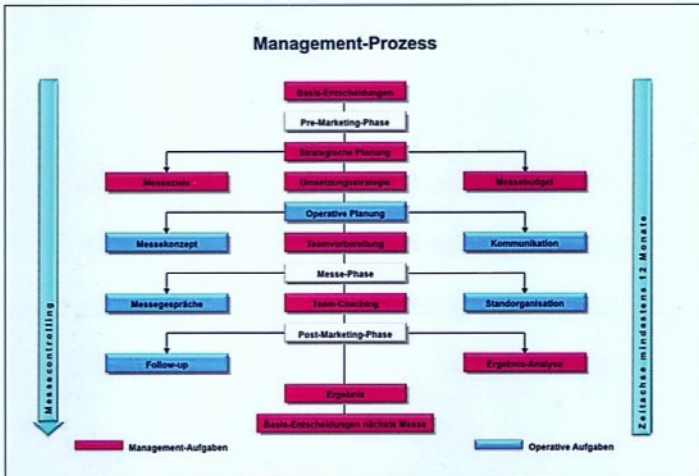 Management-Prozess
Basis-Entscheidungen
Pre-Marketing-Phase
Strategische Planung
Messeziele
Umsetzungsstrategie
Messebudget
Operative Planung
Messekonzept
Teamvorbereitung
Kommunikation
Messe-Phase
Messegespräche
Team-Coaching
Standorganisation
Post-Marketing-Phase
Follow-up
Ergebnis-Analyse
Ergebnis
Basis-Entscheidungen nächste Messe
Messecontrolling
Zeitachse mindestens 12 Monate
Management-Aufgaben
Operative Aufgaben